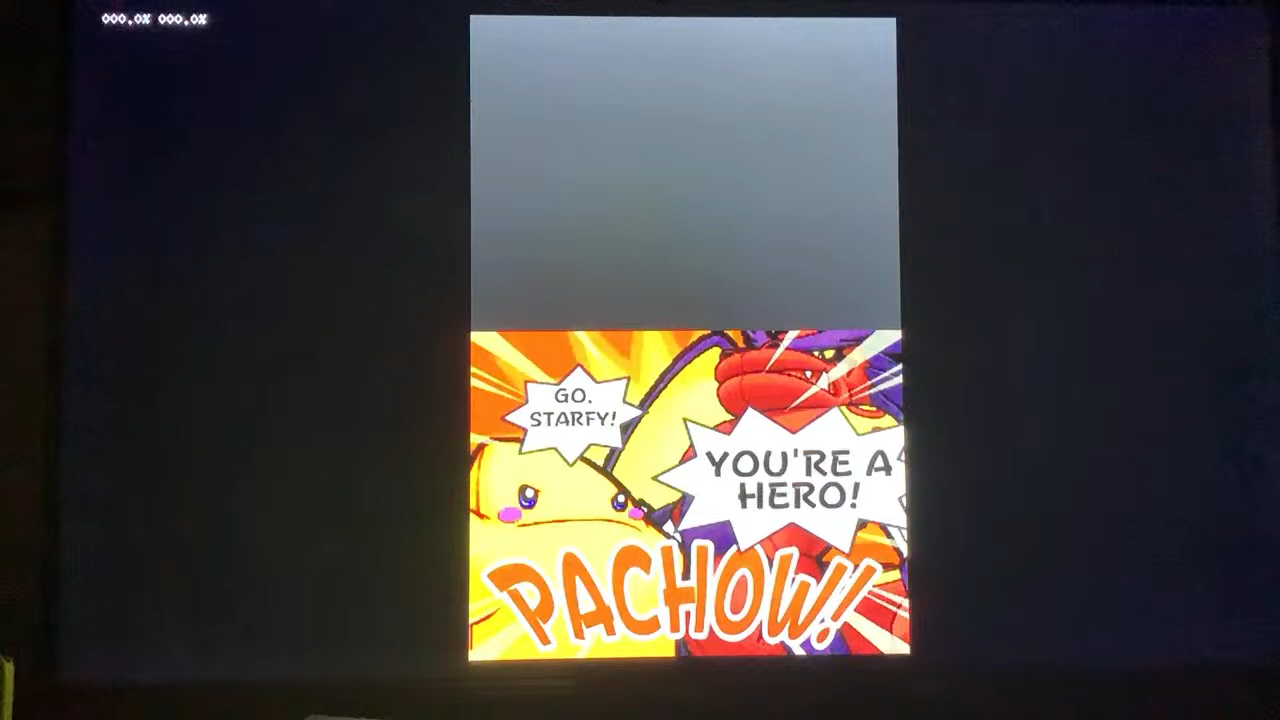 000.0% 000.0%
GO,
STARFY!
YOU'RE A
HERO!
PACHOW!!